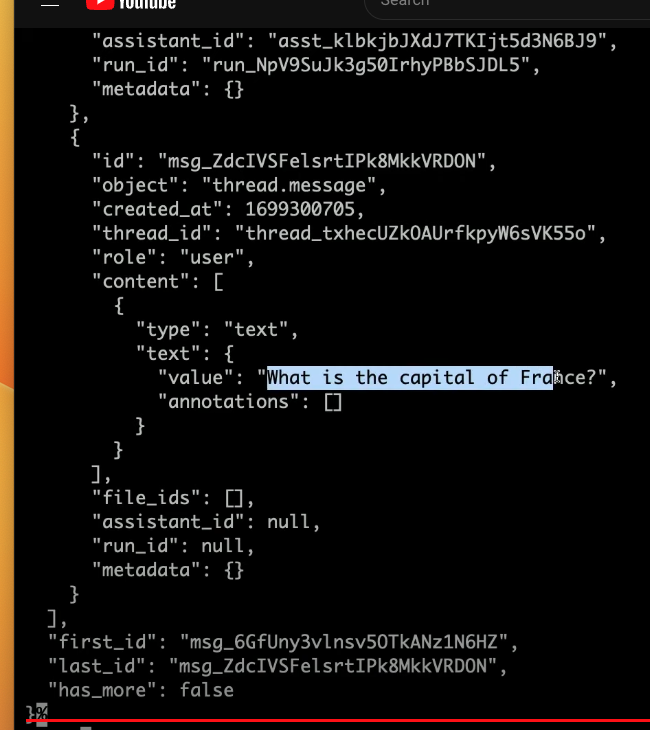 YouTube
Search
"assistant_id": "asst_klbkjbJXdJ7TKIjt5d3N6BJ9",
"run_id": "run_NpV9SuJk3g50IrhyPBbSJDL5",
"metadata": {}
},
{
"id": "msg_ZdcIVSFelsrtIPk8MkkVRDON",
"object": "thread.message",
"created_at": 1699300705,
"thread_id": "thread_txhecUZkOAUrfkpyW6sVK55o",
"role": "user",
"content": [
{
"type": "text",
"text": {
"value": "What is the capital of France?",
"annotations": []
}
}
],
"file_ids": [],
"assistant_id": null,
"run_id": null,
"metadata": {}
}
],
"first_id": "msg_6GfUny3vlnsv5OTkANz1N6HZ",
"last_id": "msg_ZdcIVSFelsrtIPk8MkkVRDON",
"has_more": false
}%